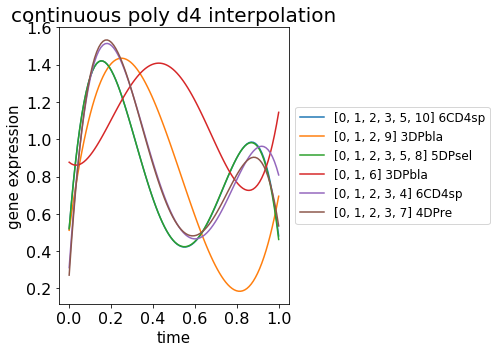 continuous poly d4 interpolation
gene expression
1.6
1.4
1.2
1.0
0.8
0.6
0.4
0.2
0.0 0.2 0.4 0.6 0.8 1.0
time
[0, 1, 2, 3, 5, 10] 6CD4sp
[0, 1, 2, 9] 3DPbla
[0, 1, 2, 3, 5, 8] 5DPsel
[0, 1, 6] 3DPbla
[0, 1, 2, 3, 4] 6CD4sp
[0, 1, 2, 3, 7] 4DPre